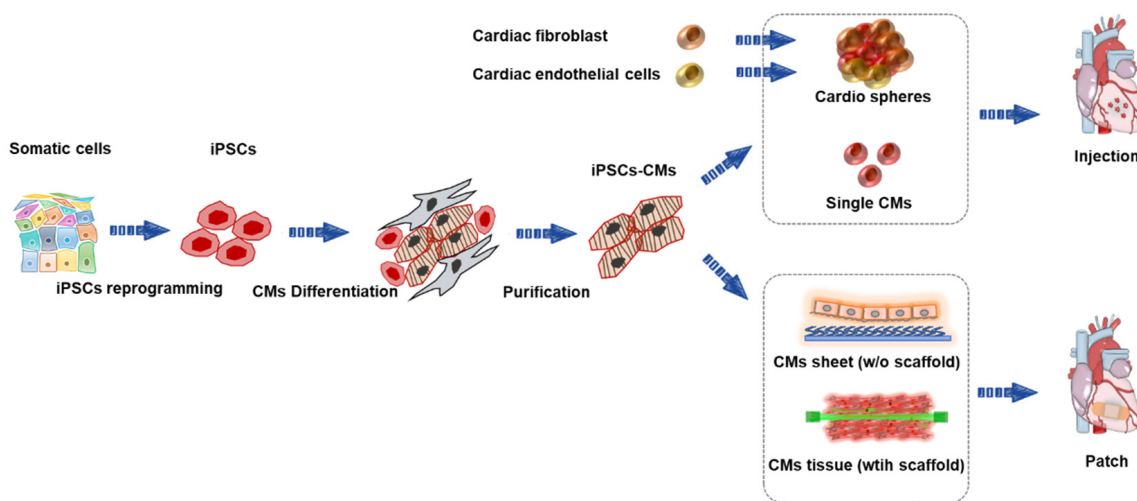 Cardiac fibroblast
Cardiac endothelial cells
Cardio spheres
Somatic cells
iPSCs
iPSCs-CMs
Injection
Single CMs
iPSCs reprogramming
CMs Differentiation
Purification
CMs sheet (w/o scaffold)
CMs tissue (wtih scaffold)
Patch